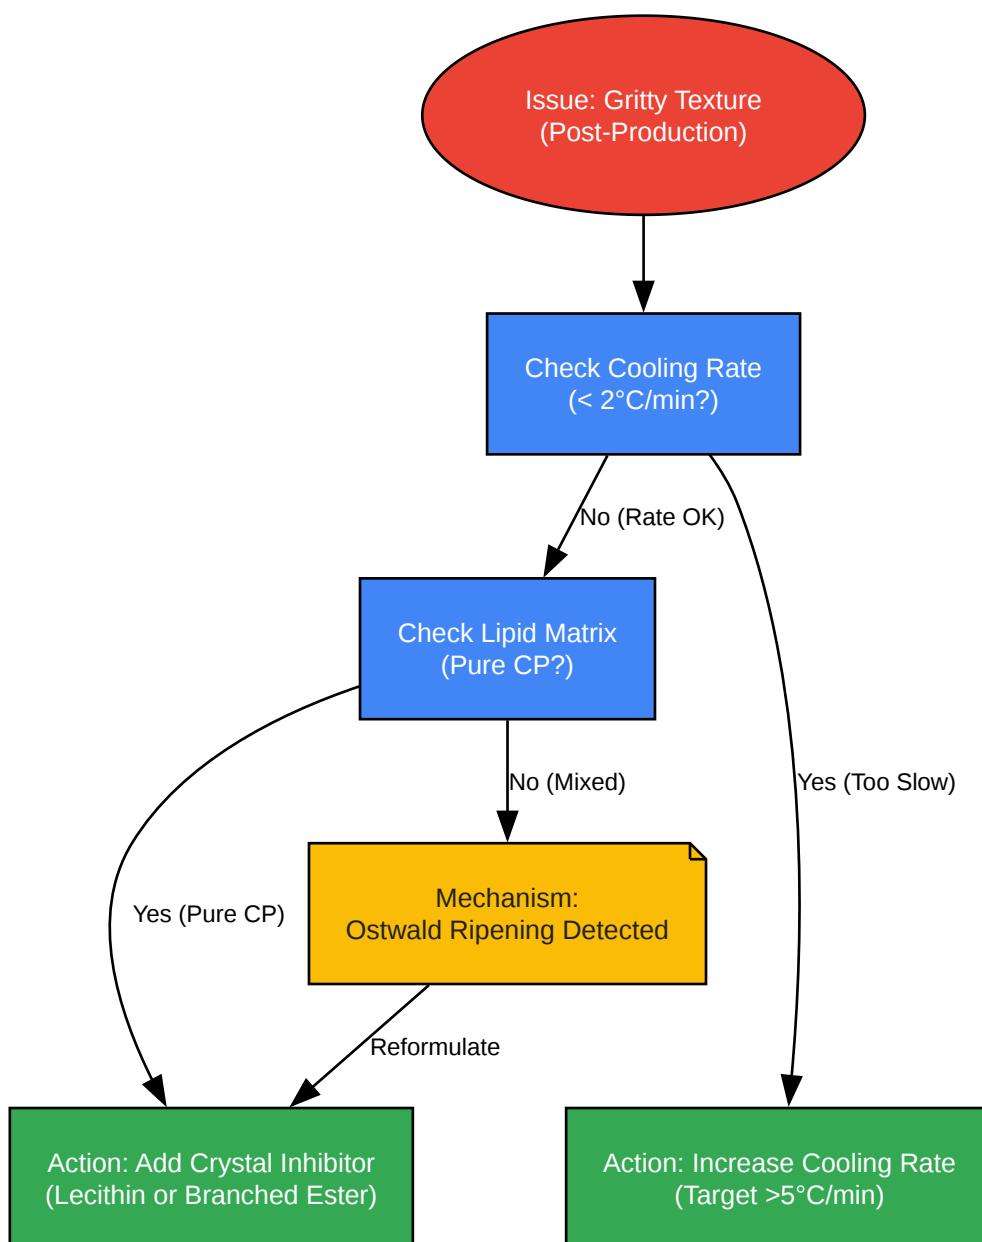 Issue: Gritty Texture
(Post-Production)
Check Cooling Rate
(< 2°C/min?)
No (Rate OK)
Check Lipid Matrix
(Pure CP?)
No (Mixed)
Yes (Too Slow)
Mechanism:
Ostwald Ripening Detected
Yes (Pure CP)
Reformulate
Action: Add Crystal Inhibitor
(Lecithin or Branched Ester)
Action: Increase Cooling Rate
(Target >5°C/min)